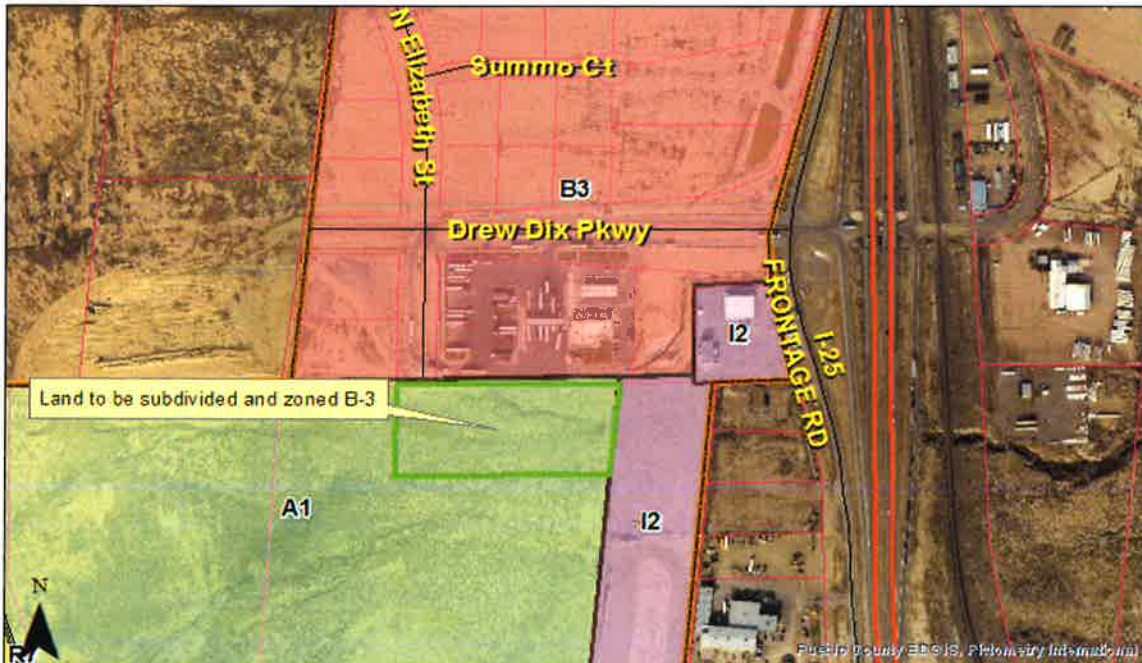 N Elizabeth St
Summo Ct
B3
Drew Dix Pkwy
FRONTAGE RD
I-25
I2
Land to be subdivided and zoned B-3
A1
I2
N
Pueblo County EDGIS, Pictometry International